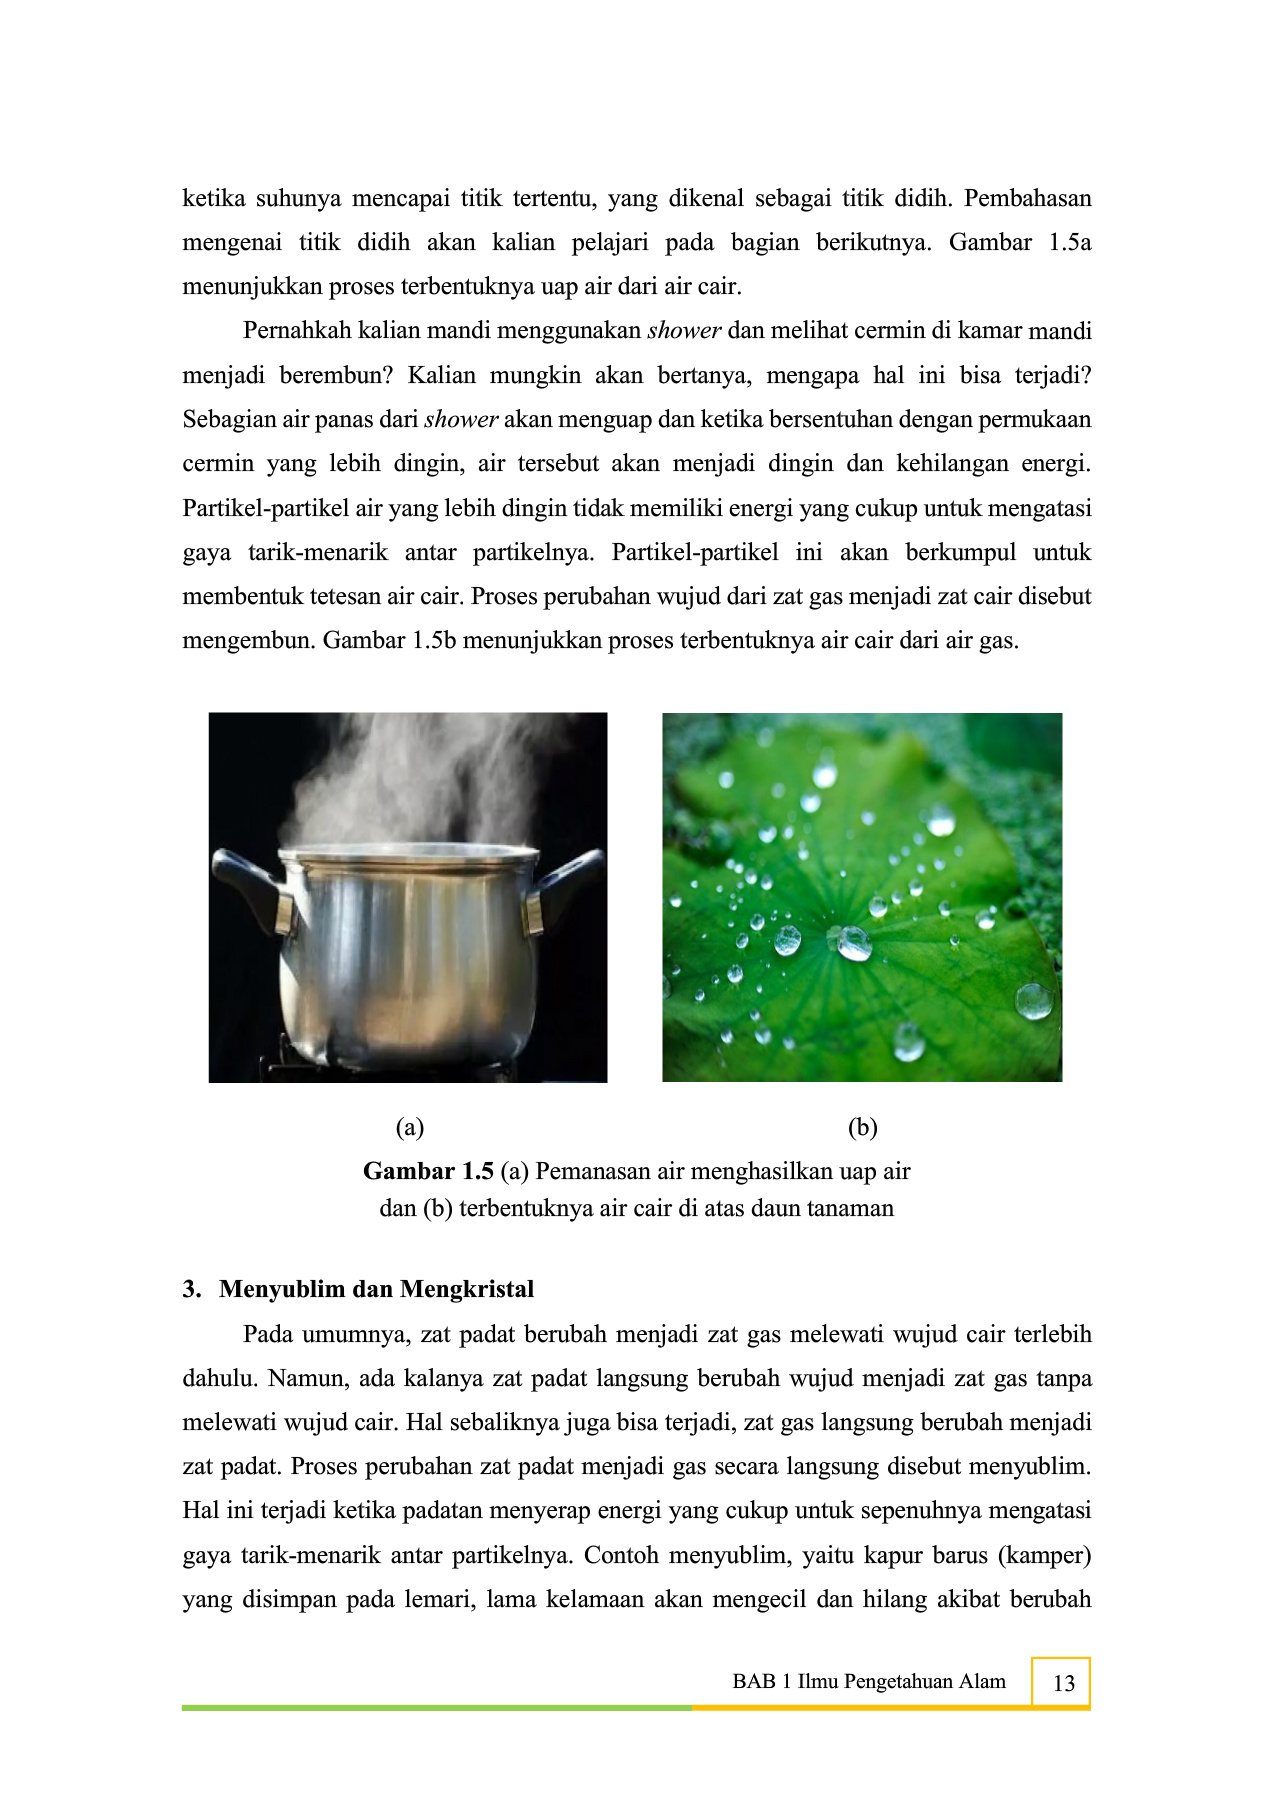 ketika suhunya mencapai titik tertentu, yang dikenal sebagai titik didih. Pembahasan
mengenai titik didih akan kalian pelajari pada bagian berikutnya. Gambar 1.5a
menunjukkan proses terbentuknya uap air dari air cair.
Pernahkah kalian mandi menggunakan shower dan melihat cermin di kamar mandi
menjadi berembun? Kalian mungkin akan bertanya, mengapa hal ini bisa terjadi?
Sebagian air panas dari shower akan menguap dan ketika bersentuhan dengan permukaan
cermin yang lebih dingin, air tersebut akan menjadi dingin dan kehilangan energi.
Partikel-partikel air yang lebih dingin tidak memiliki energi yang cukup untuk mengatasi
gaya tarik-menarik antar partikelnya. Partikel-partikel ini akan berkumpul untuk
membentuk tetesan air cair. Proses perubahan wujud dari zat gas menjadi zat cair disebut
mengembun. Gambar 1.5b menunjukkan proses terbentuknya air cair dari air gas.
(a) (b)
Gambar 1.5 (a) Pemanasan air menghasilkan uap air
dan (b) terbentuknya air cair di atas daun tanaman
3. Menyublim dan Mengkristal
Pada umumnya, zat padat berubah menjadi zat gas melewati wujud cair terlebih
dahulu. Namun, ada kalanya zat padat langsung berubah wujud menjadi zat gas tanpa
melewati wujud cair. Hal sebaliknya juga bisa terjadi, zat gas langsung berubah menjadi
zat padat. Proses perubahan zat padat menjadi gas secara langsung disebut menyublim.
Hal ini terjadi ketika padatan menyerap energi yang cukup untuk sepenuhnya mengatasi
gaya tarik-menarik antar partikelnya. Contoh menyublim, yaitu kapur barus (kamper)
yang disimpan pada lemari, lama kelamaan akan mengecil dan hilang akibat berubah
BAB 1 Ilmu Pengetahuan Alam 13